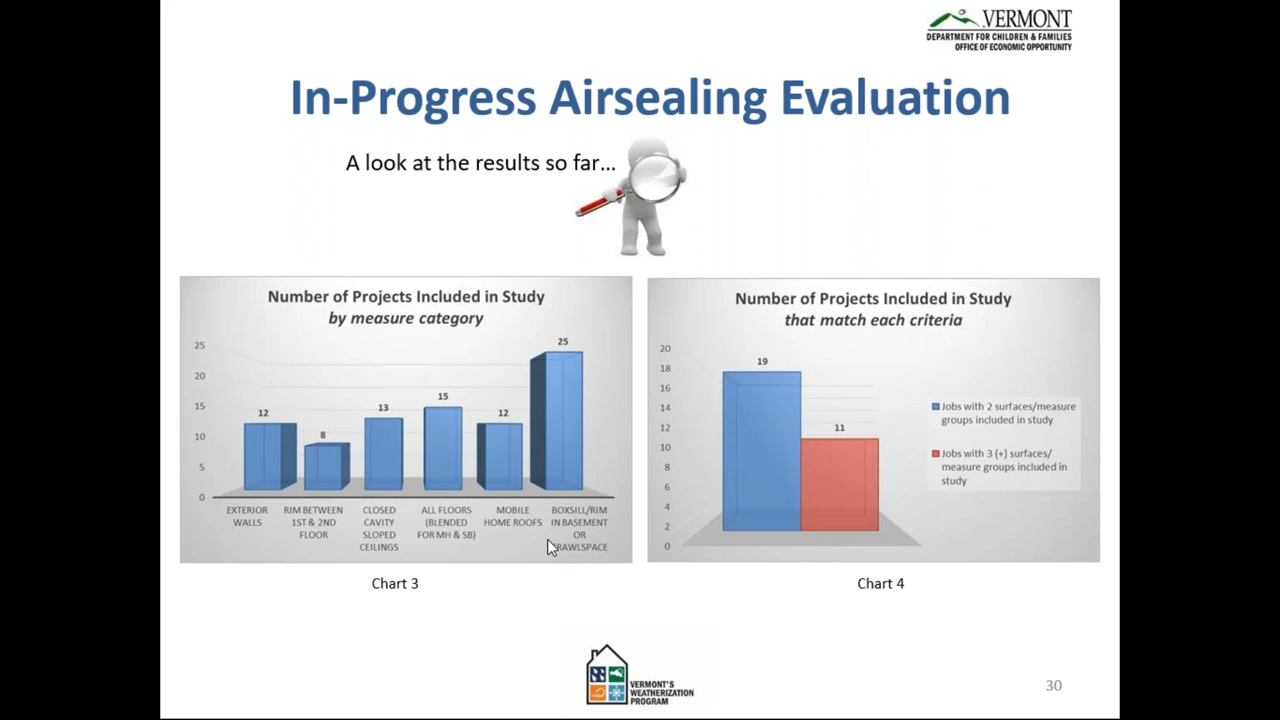 VERMONT
DEPARTMENT FOR CHILDREN & FAMILIES
OFFICE OF ECONOMIC OPPORTUNITY
In-Progress Airsealing Evaluation
A look at the results so far...
Number of Projects Included in Study
by measure category
25
20
15
10
5
0
12
8
13
15
12
25
EXTERIOR
WALLS
RIM BETWEEN
1ST & 2ND
FLOOR
CLOSED
CAVITY
SLOPED
CEILINGS
ALL FLOORS
(BLENDED
FOR MH & SB)
MOBILE
HOME ROOFS
BOXSILL/RIM
IN BASEMENT
OR
RAWLSPACE
Chart 3
Number of Projects Included in Study
that match each criteria
20
18
16
14
12
10
8
6
4
2
0
19
11
Jobs with 2 surfaces/measure
groups included in study
Jobs with 3 (+) surfaces/
measure groups included in
study
Chart 4
VERMONT'S
WEATHERIZATION
PROGRAM
30